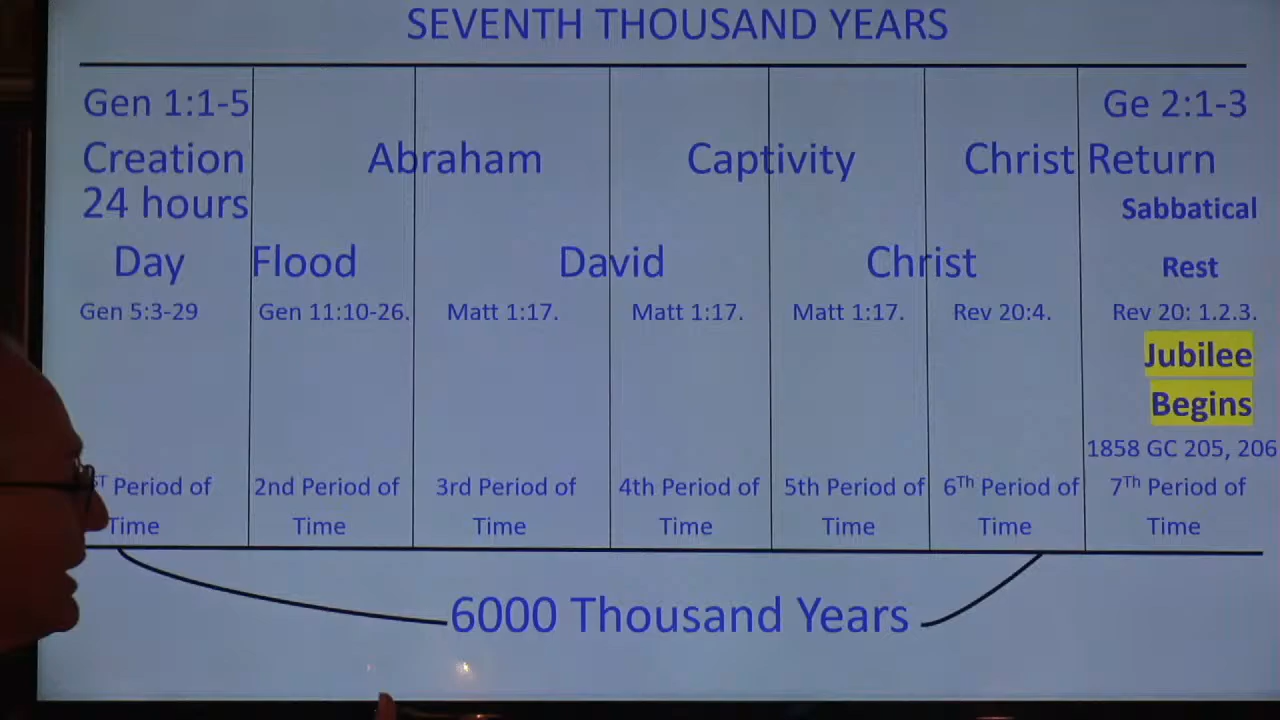 SEVENTH THOUSAND YEARS
Gen 1:1-5
Ge 2:1-3
Creation
Abraham
Captivity
Christ Return
24 hours
Sabbatical
Day
Flood
David
Christ
Rest
Gen 5:3-29
Gen 11:10-26.
Matt 1:17.
Matt 1:17.
Matt 1:17.
Rev 20:4.
Rev 20: 1.2.3.
Jubilee
Begins
1858 GC 205, 206
ST Period of
Time
2nd Period of
Time
3rd Period of
Time
4th Period of
Time
5th Period of
Time
6Th Period of
Time
7Th Period of
Time
6000 Thousand Years